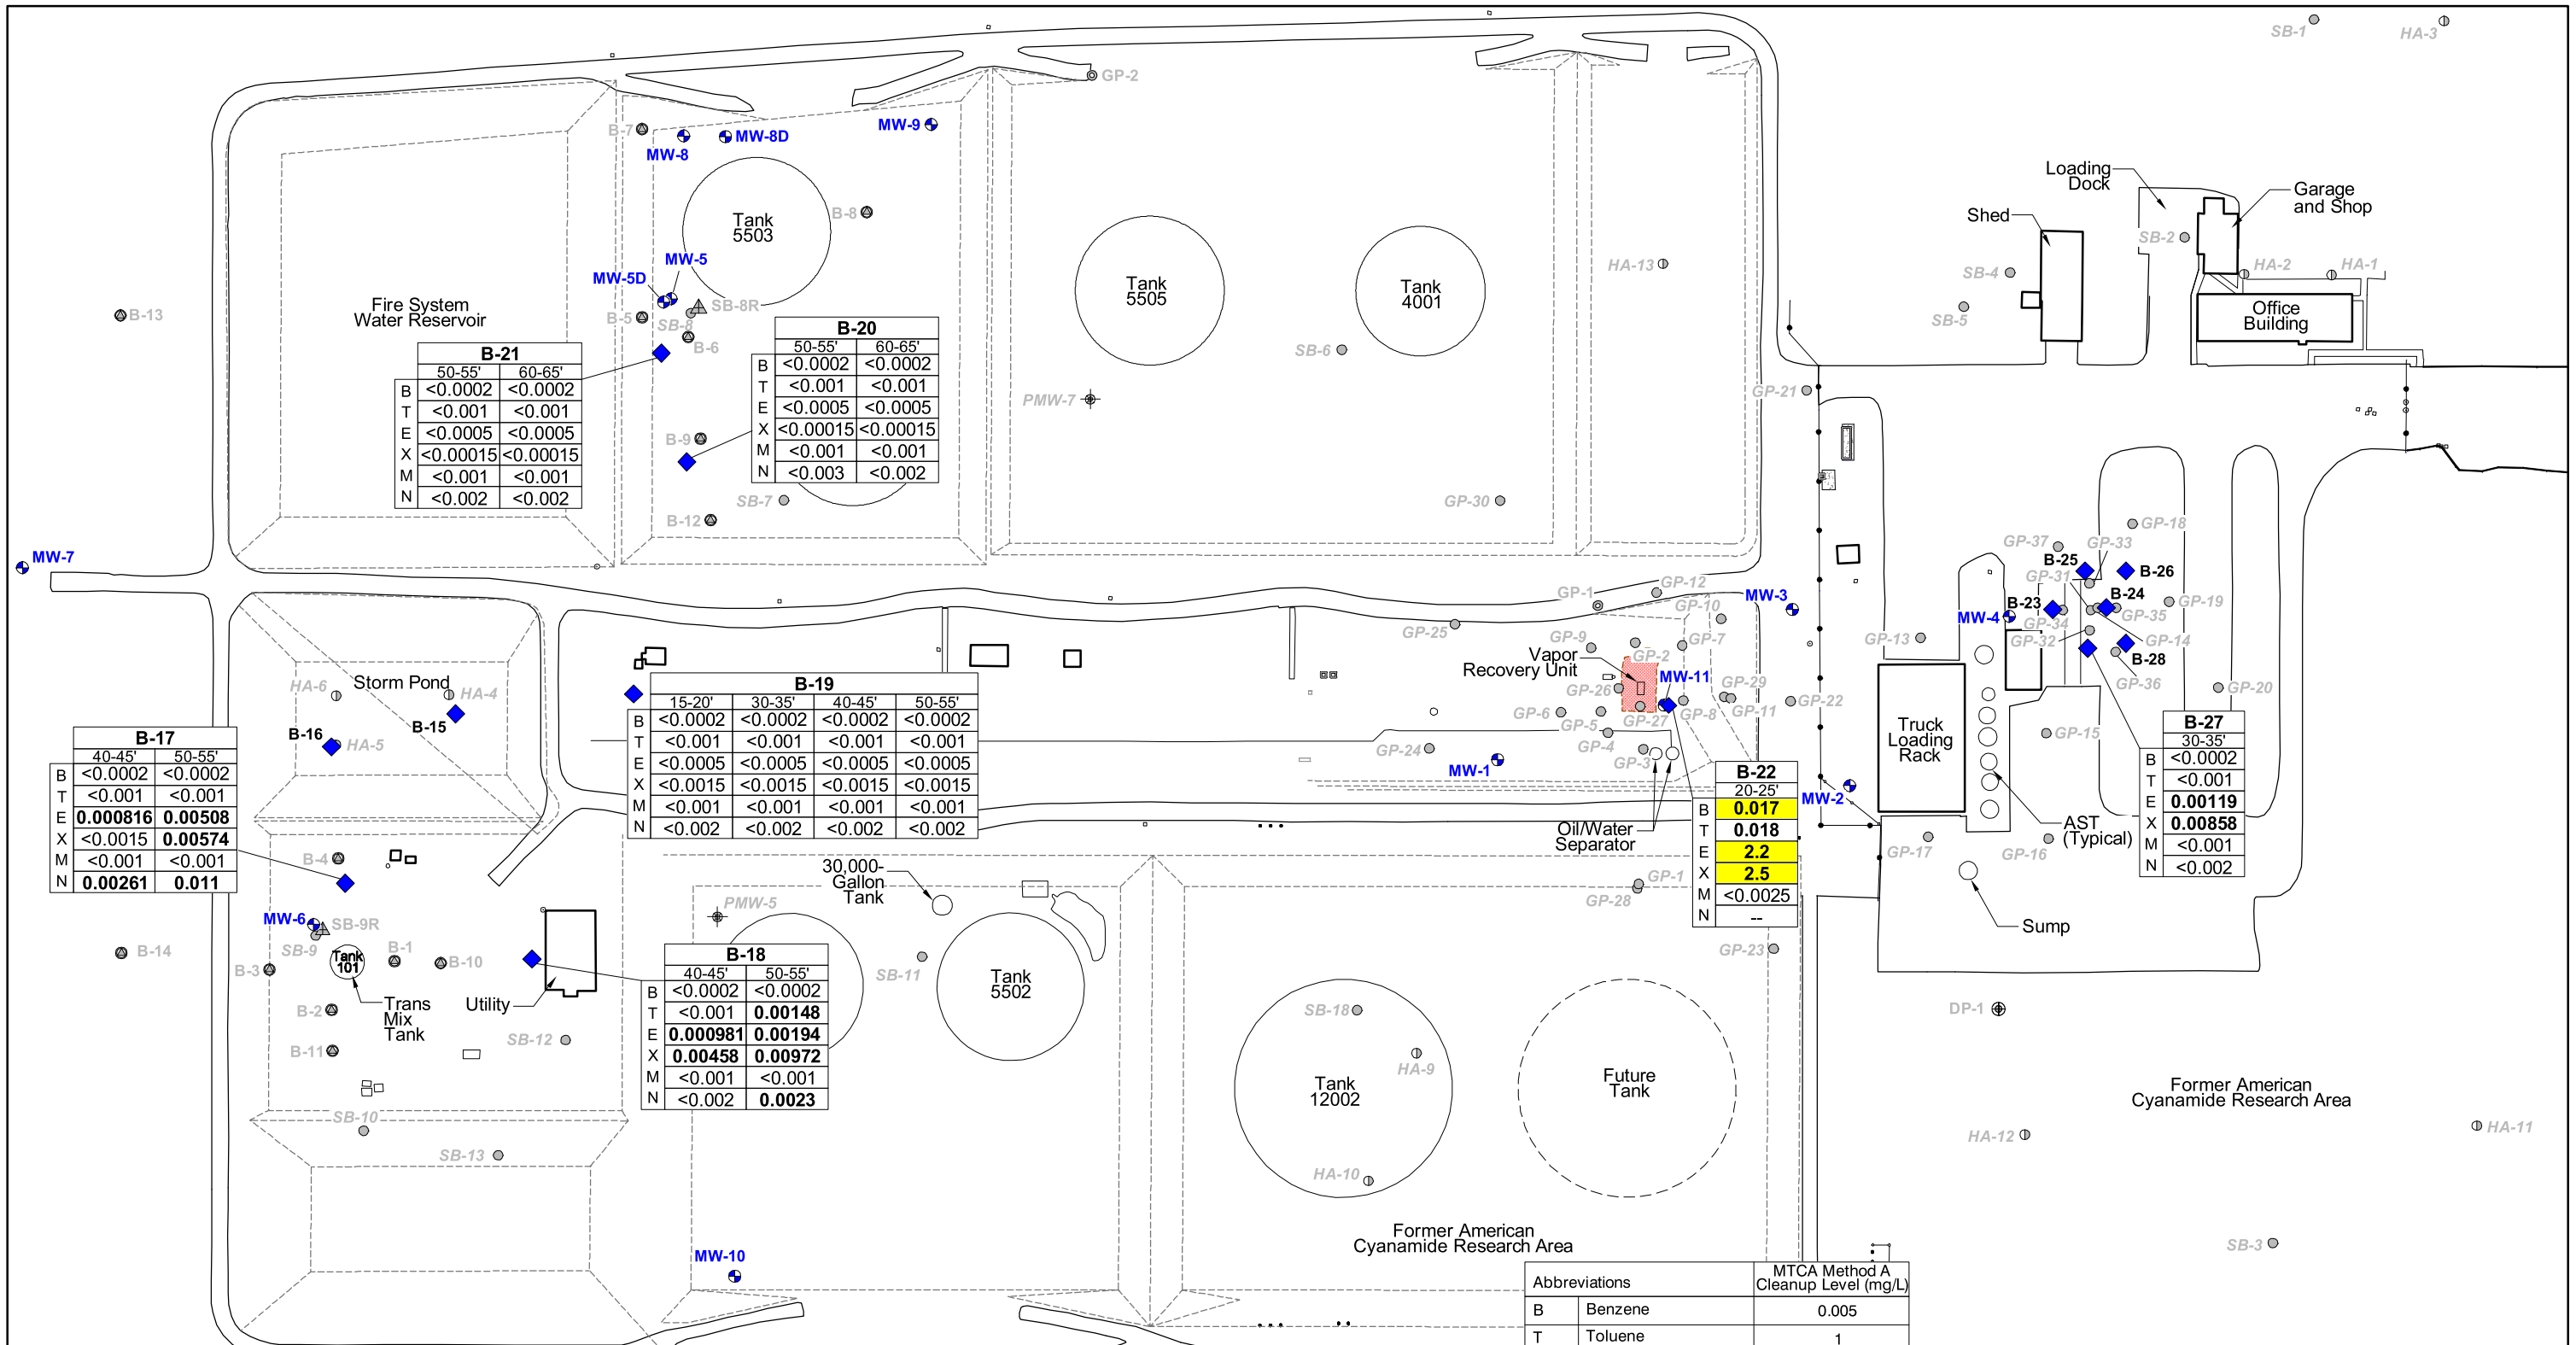 SB-1
HA-3
GP-2
B-7
MW-8
MW-8D
MW-9
Tank
5503
B-8
MW-5
MW-5D
SB-8R
SB-8
B-5
B-6
B-13
Fire System
Water Reservoir
Tank
5505
Tank
4001
HA-13
SB-6
PMW-7
GP-30
Loading
Dock
Garage
and Shop
Shed
SB-2
SB-4
SB-5
HA-2
HA-1
Office
Building
GP-21
B-21
50-55' 60-65'
B <0.0002 <0.0002
T <0.001 <0.001
E <0.0005 <0.0005
X <0.00015 <0.00015
M <0.001 <0.001
N <0.002 <0.002
B-20
50-55' 60-65'
B <0.0002 <0.0002
T <0.001 <0.001
E <0.0005 <0.0005
X <0.00015 <0.00015
M <0.001 <0.001
N <0.003 <0.002
B-9
SB-7
B-12
MW-7
GP-18
GP-37
GP-33
B-25
B-26
GP-31
B-23
B-24
GP-19
GP-35
MW-4
GP-34
GP-32
GP-14
B-28
GP-36
GP-13
GP-20
GP-15
GP-1
GP-12
GP-10
MW-3
GP-25
GP-9
GP-2
GP-7
Vapor
Recovery Unit
MW-11
GP-26
GP-29
GP-6
GP-5
GP-27
GP-8
GP-11
GP-22
GP-24
GP-4
GP-3
MW-1
MW-2
HA-6
Storm Pond
HA-4
B-15
B-16
HA-5
B-17
40-45' 50-55'
B <0.0002 <0.0002
T <0.001 <0.001
E 0.000816 0.00508
X <0.0015 0.00574
M <0.001 <0.001
N 0.00261 0.011
B-19
15-20' 30-35' 40-45' 50-55'
B <0.0002 <0.0002 <0.0002 <0.0002
T <0.001 <0.001 <0.001 <0.001
E <0.0005 <0.0005 <0.0005 <0.0005
X <0.0015 <0.0015 <0.0015 <0.0015
M <0.001 <0.001 <0.001 <0.001
N <0.002 <0.002 <0.002 <0.002
B-22
20-25'
B 0.017
T 0.018
E 2.2
X 2.5
M <0.0025
N --
Oil/Water
Separator
Truck
Loading
Rack
AST
(Typical)
GP-17
GP-16
Sump
B-27
30-35'
B <0.0002
T <0.001
E 0.00119
X 0.00858
M <0.001
N <0.002
B-4
MW-6
SB-9R
SB-9
B-14
B-3
Tank
101
B-1
B-10
B-2
Trans
Mix
Tank
Utility
B-11
SB-12
SB-10
SB-13
30,000-
Gallon
Tank
PMW-5
SB-11
Tank
5502
B-18
40-45' 50-55'
B <0.0002 <0.0002
T <0.001 0.00148
E 0.000981 0.00194
X 0.00458 0.00972
M <0.001 <0.001
N <0.002 0.0023
GP-1
GP-28
GP-23
SB-18
HA-9
Tank
12002
HA-10
Future
Tank
DP-1
Former American
Cyanamide Research Area
HA-12
HA-11
SB-3
MW-10
Former American
Cyanamide Research Area
Abbreviations MTCA Method A
Cleanup Level (mg/L)
B Benzene 0.005
T Toluene 1